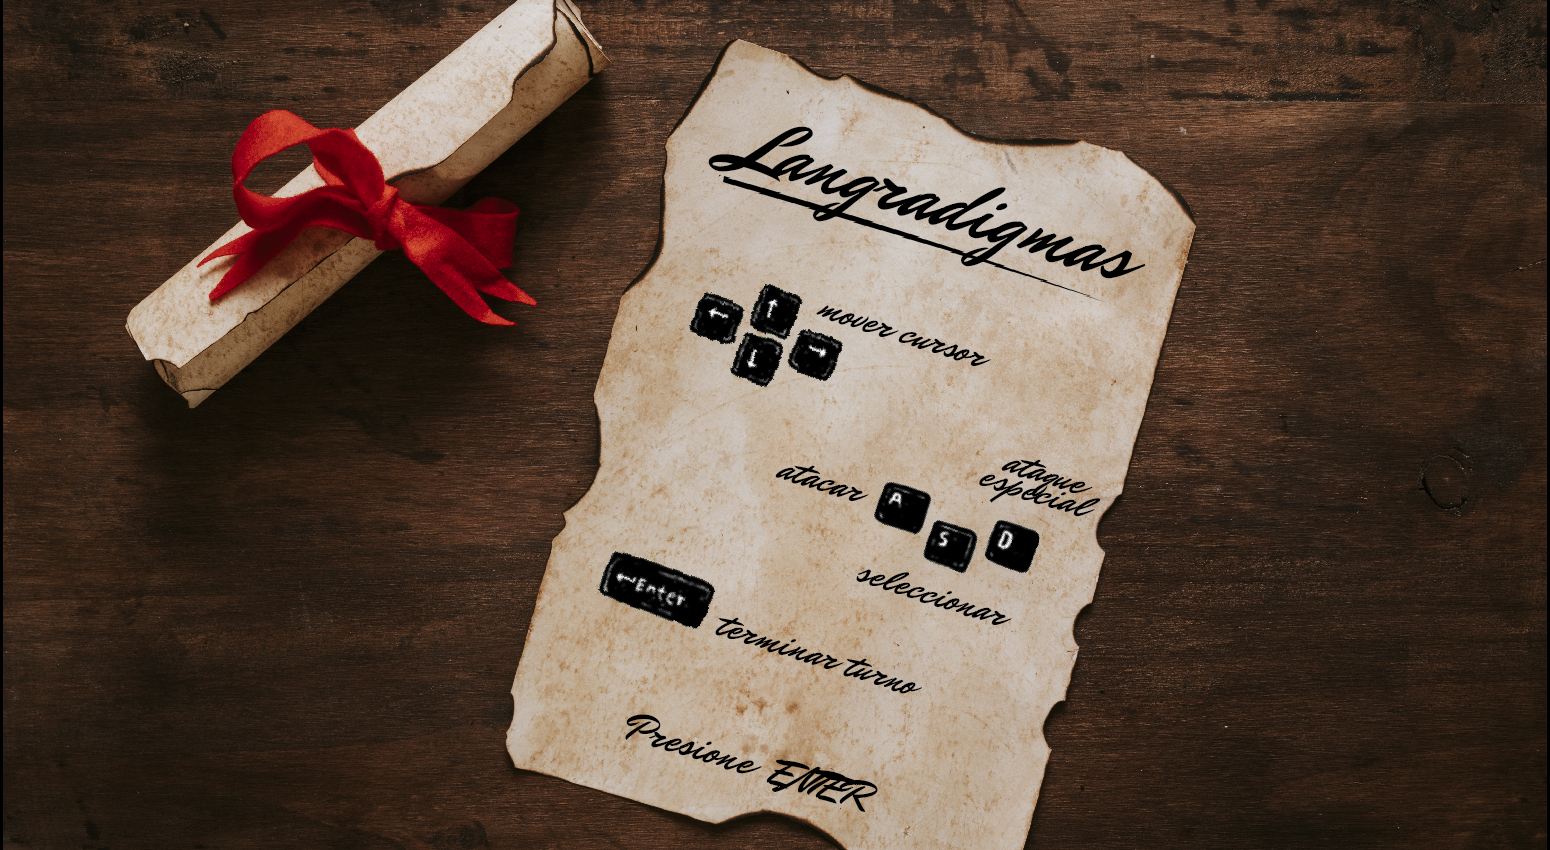 Langradigmas
← ↑ ↓ → mover cursor
ataque
especial
atacar A S D
seleccionar
←Enter
terminar turno
Presione ENTER